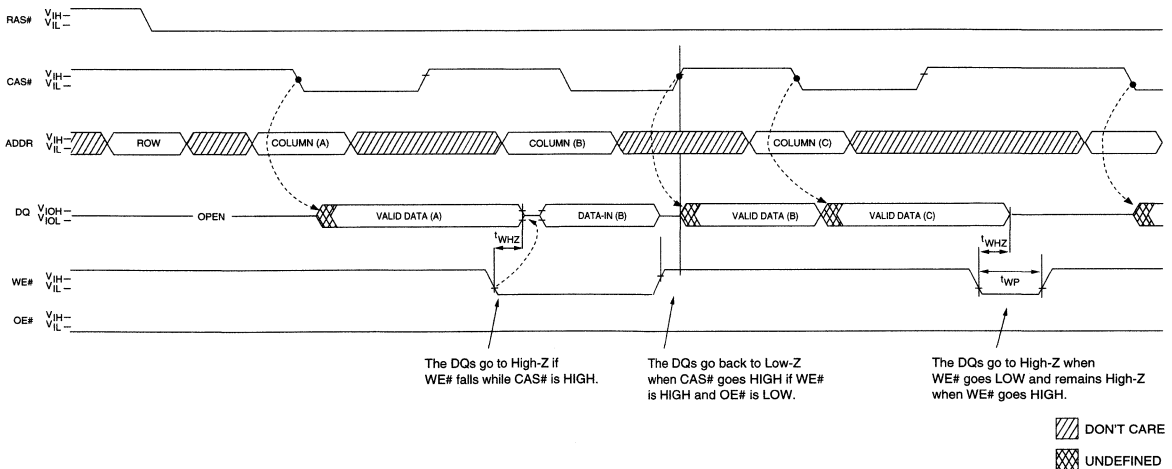 RAS# VIH VIL
CAS# VIH VIL
ADDR VIH VIL ROW COLUMN (A) COLUMN (B) COLUMN (C)
DQ VIOH VIOL OPEN VALID DATA (A) DATA-IN (B) VALID DATA (B) VALID DATA (C)
tWHZ tWHZ
WE# VIH VIL tWP
OE# VIH VIL
The DQs go to High-Z if
WE# falls while CAS# is HIGH.
The DQs go back to Low-Z
when CAS# goes HIGH if WE#
is HIGH and OE# is LOW.
The DQs go to High-Z when
WE# goes LOW and remains High-Z
when WE# goes HIGH.
DON'T CARE
UNDEFINED